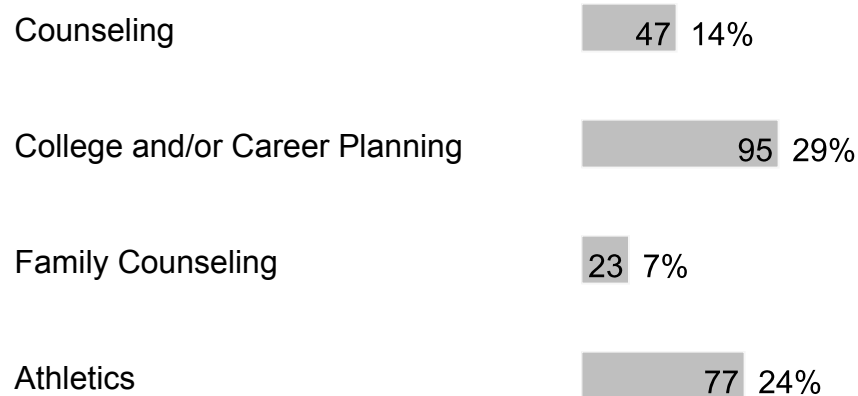 Counseling 47 14%
College and/or Career Planning 95 29%
Family Counseling 23 7%
Athletics 77 24%